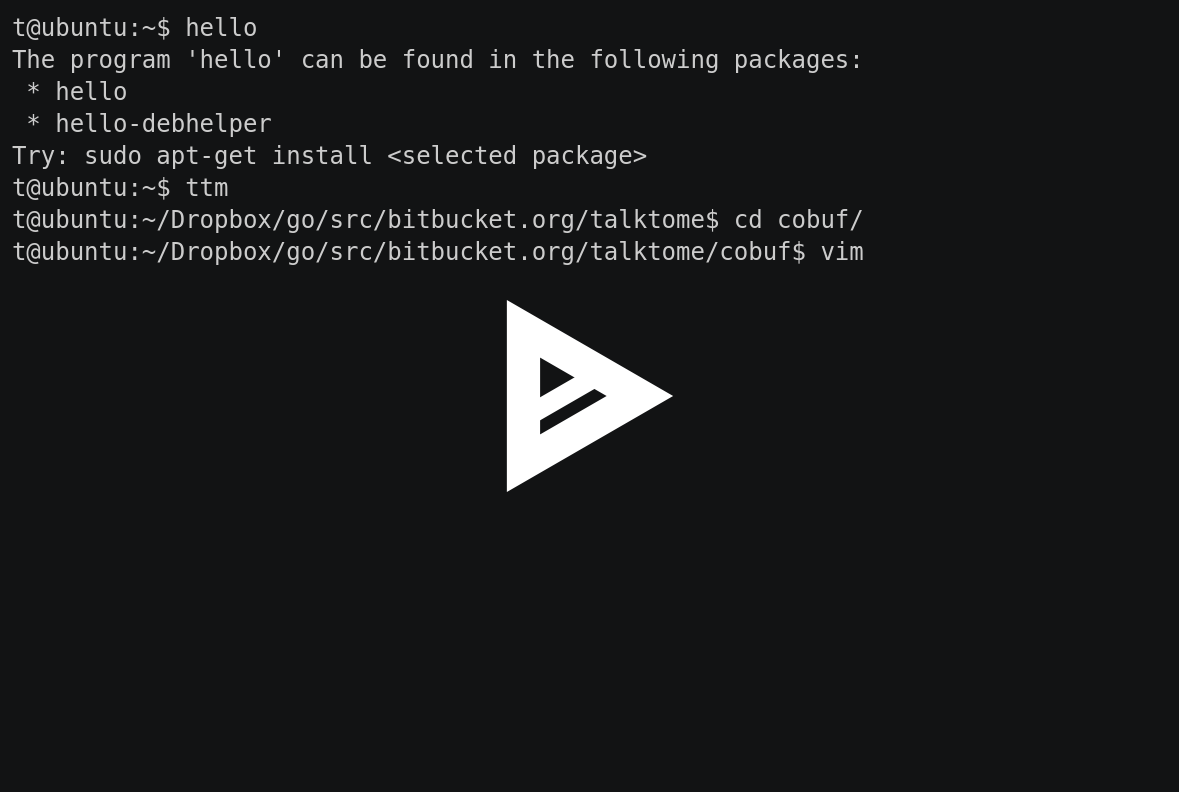 t@ubuntu:~$ hello
The program 'hello' can be found in the following packages:
 * hello
 * hello-debhelper
Try: sudo apt-get install <selected package>
t@ubuntu:~$ ttm
t@ubuntu:~/Dropbox/go/src/bitbucket.org/talktome$ cd cobuf/
t@ubuntu:~/Dropbox/go/src/bitbucket.org/talktome/cobuf$ vim